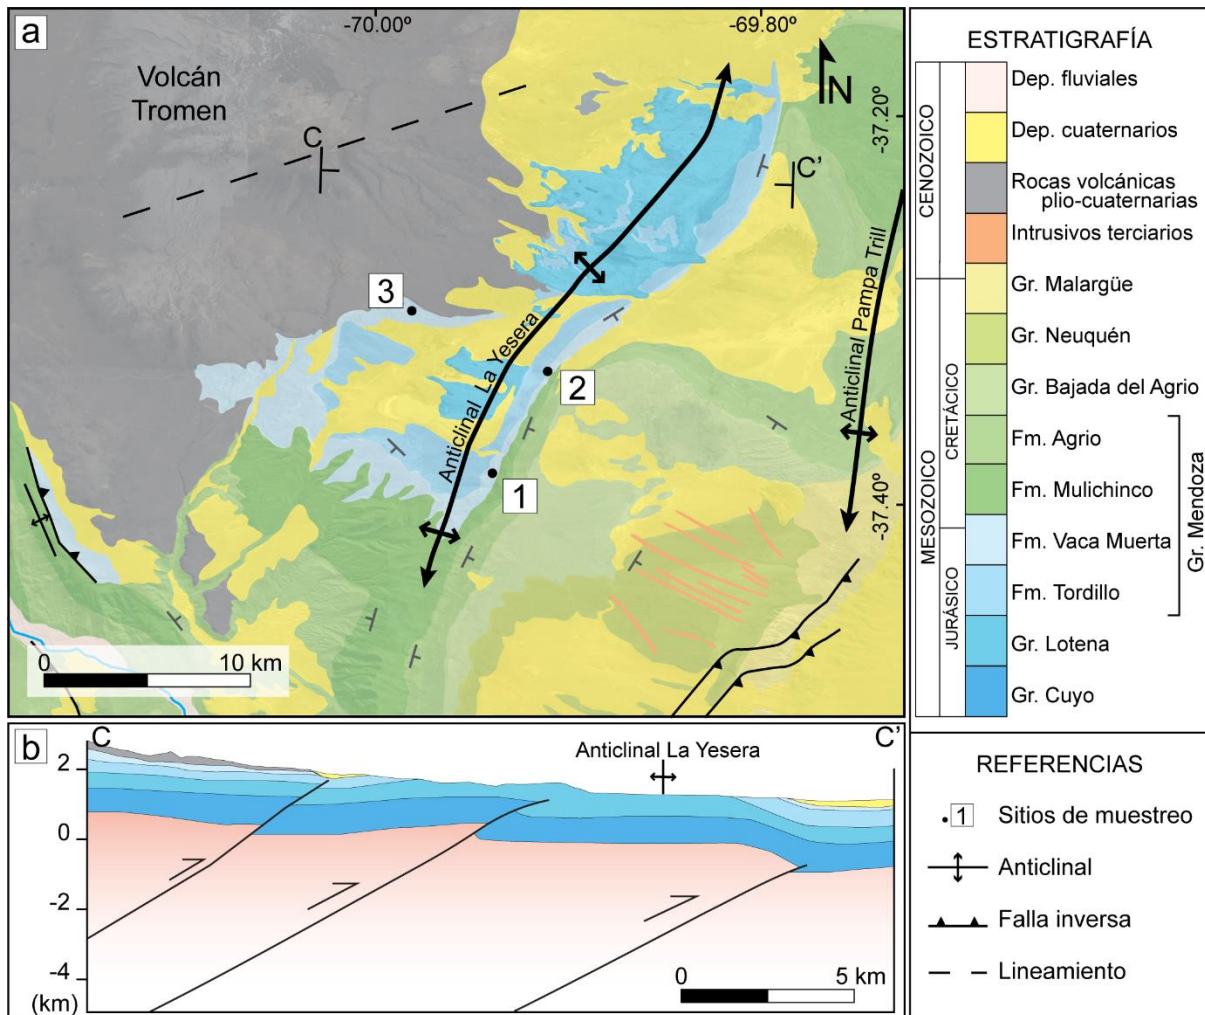 a
-70.00º
-69.80º
Volcán
Tromen
N
-37.20º
C
C'
3
2
1
Anticlinal La Yesera
Anticlinal Pampa Trill
-37.40º
0 10 km
b
C
C'
Anticlinal La Yesera
2
0
-2
-4
(km)
0 5 km
ESTRATIGRAFÍA
CENOZOICO
MESOZOICO
CRETÁCICO
JURÁSICO
Dep. fluviales
Dep. cuaternarios
Rocas volcánicas
plio-cuaternarias
Intrusivos terciarios
Gr. Malargüe
Gr. Neuquén
Gr. Bajada del Agrio
Fm. Agrio
Fm. Mulichinco
Fm. Vaca Muerta
Fm. Tordillo
Gr. Lotena
Gr. Cuyo
Gr. Mendoza
REFERENCIAS
1 Sitios de muestreo
Anticlinal
Falla inversa
Lineamiento